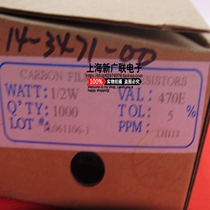 14-3471-00
CARBON FILM RESISTORS
上海新广联电子
WATT: 1/2W VAL: 470E
Q'TY: 1000 TOL: 5 %
LOT # PPM: